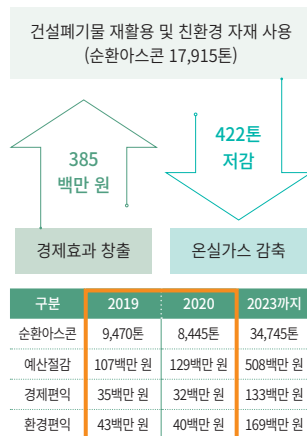 건설폐기물 재활용 및 친환경 자재 사용
(순환아스콘 17,915톤)
385
백만 원
422톤
저감
경제효과 창출
온실가스 감축
구분 2019 2020 2023까지
순환아스콘 9,470톤 8,445톤 34,745톤
예산절감 107백만 원 129백만 원 508백만 원
경제편익 35백만 원 32백만 원 133백만 원
환경편익 43백만 원 40백만 원 169백만 원